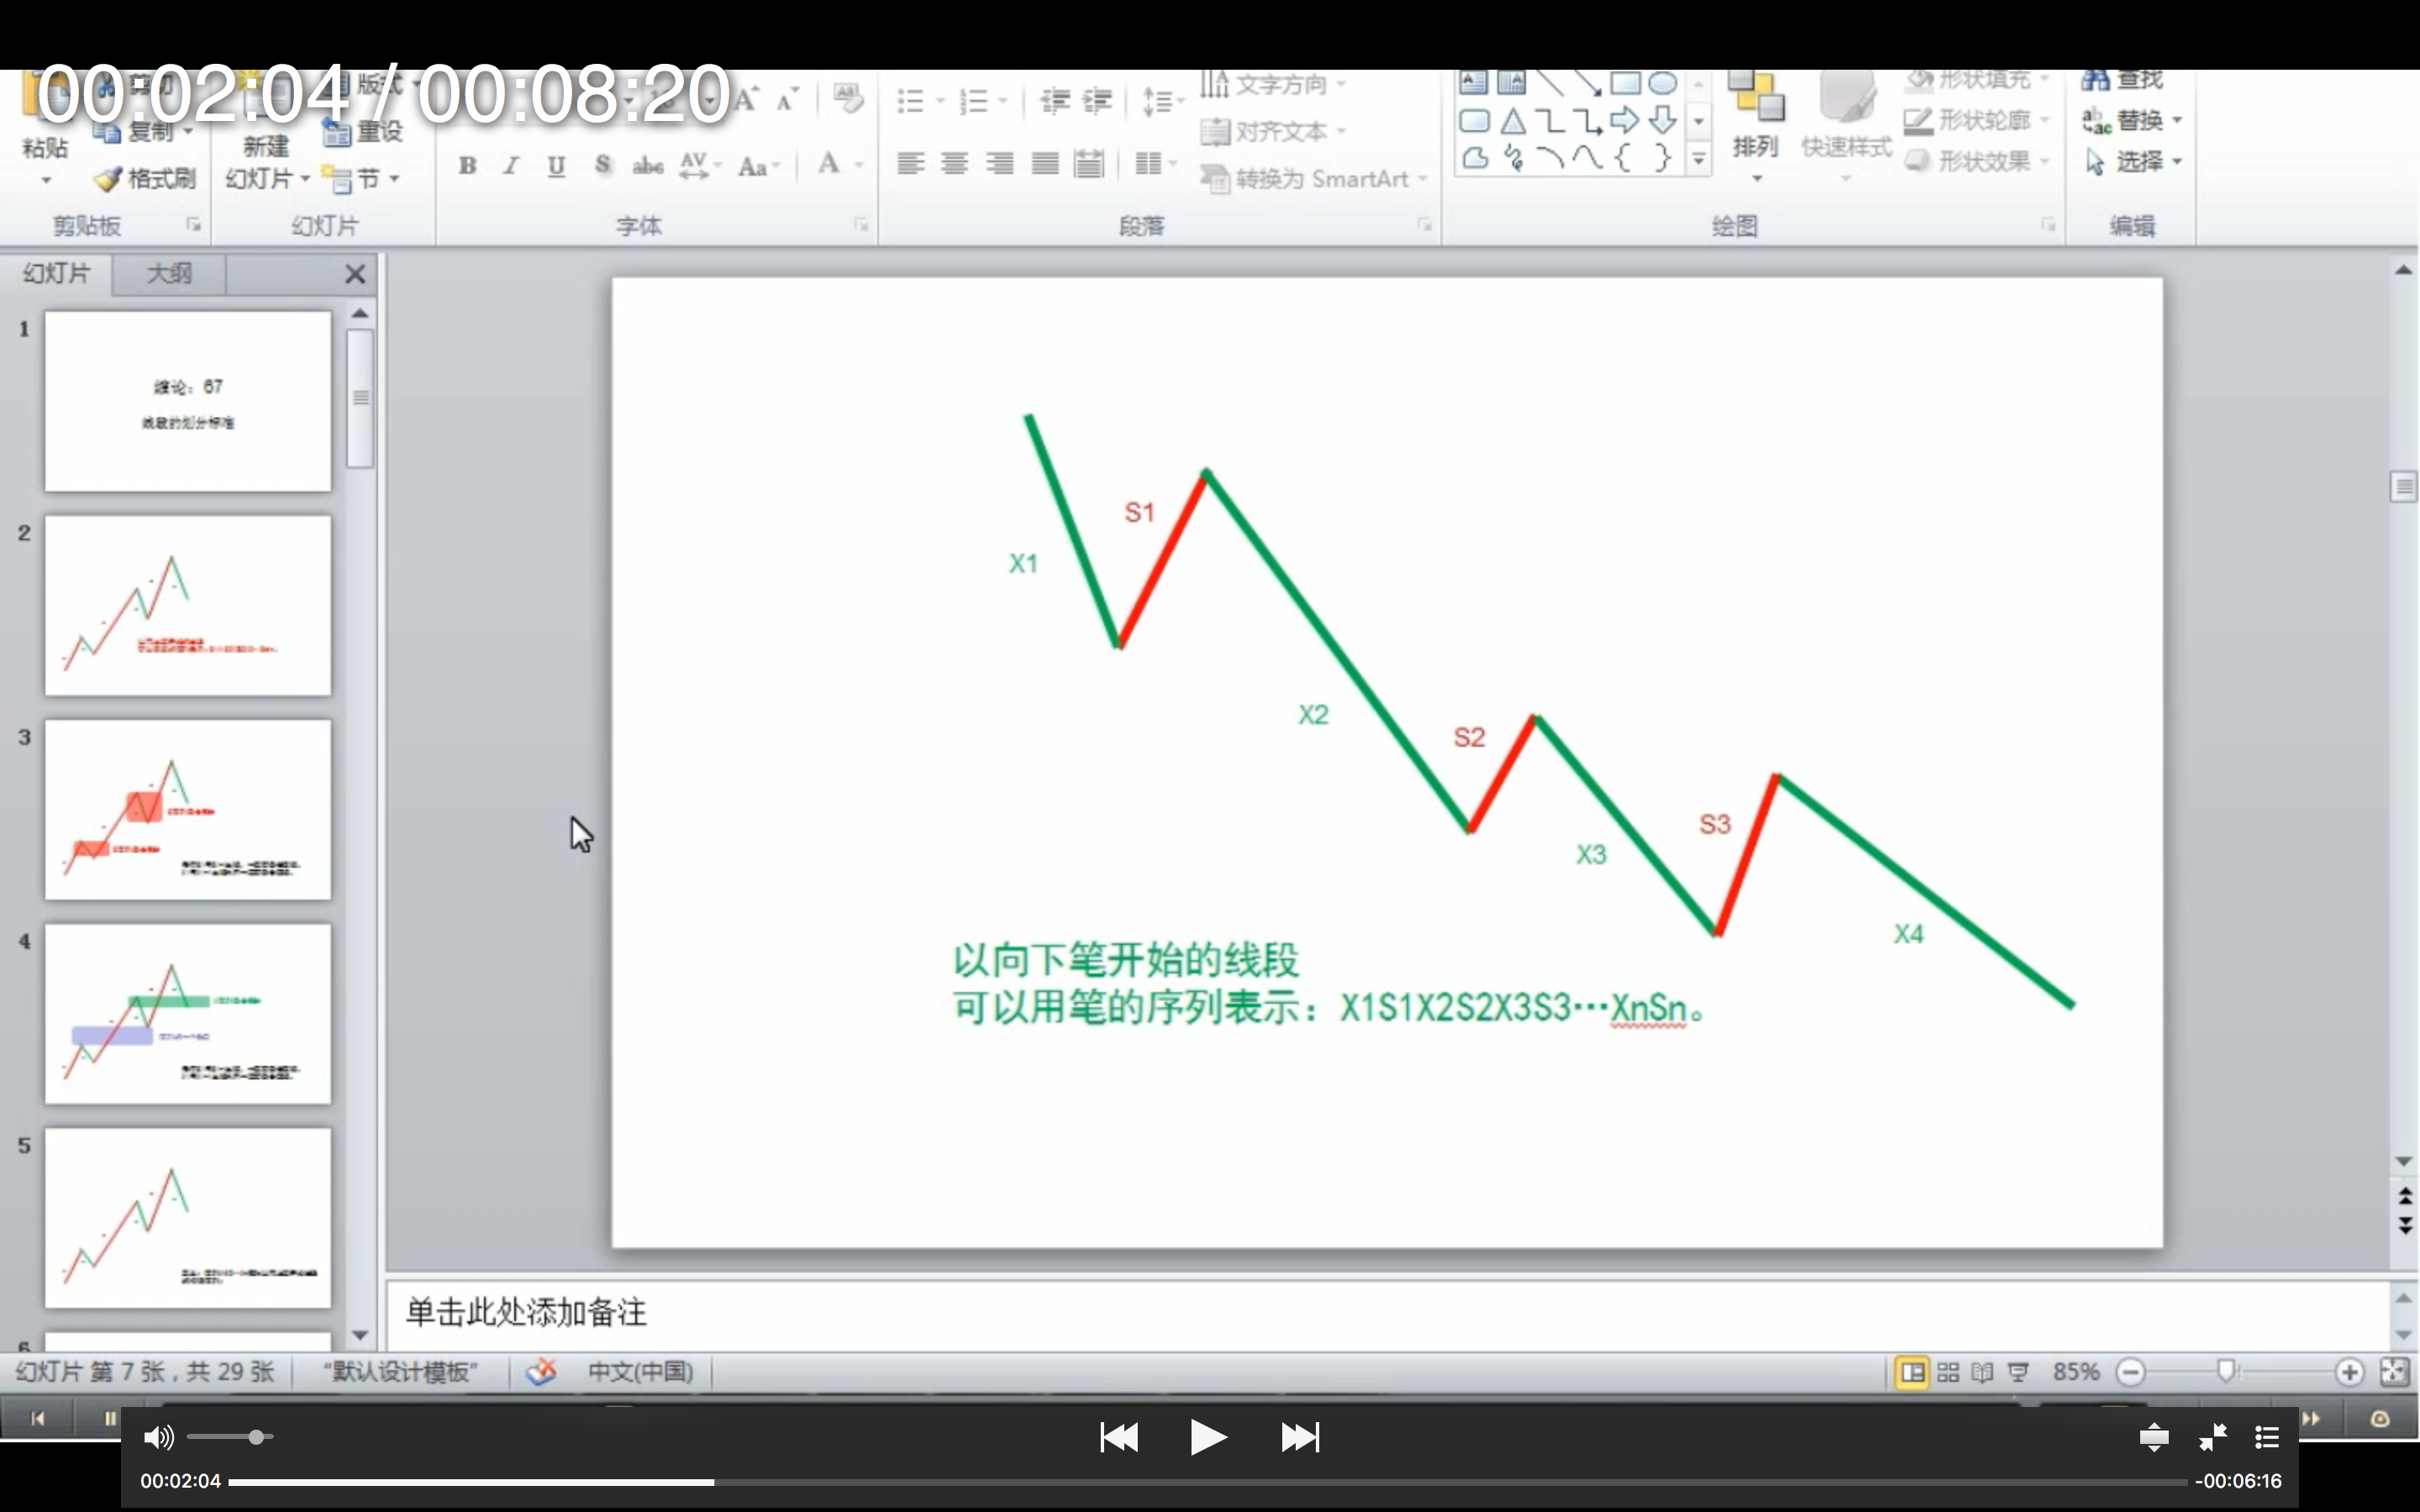 00:02:04 / 00:08:20
剪切
版式
文字方向
形状填充
查找
粘贴
复制
新建
重设
对齐文本
排列
快速样式
形状轮廓
替换
格式刷
幻灯片
节
B I U S abc AV Aa A
转换为 SmartArt
形状效果
选择
剪贴板
幻灯片
字体
段落
绘图
编辑
幻灯片
大纲
1
缠论：67
线段的划分标准
2
3
4
5
6
S1
X1
X2
S2
X3
S3
X4
以向下笔开始的线段
可以用笔的序列表示：X1S1X2S2X3S3…XnSn。
单击此处添加备注
幻灯片 第 7 张，共 29 张
“默认设计模板”
中文(中国)
85%
00:02:04
-00:06:16